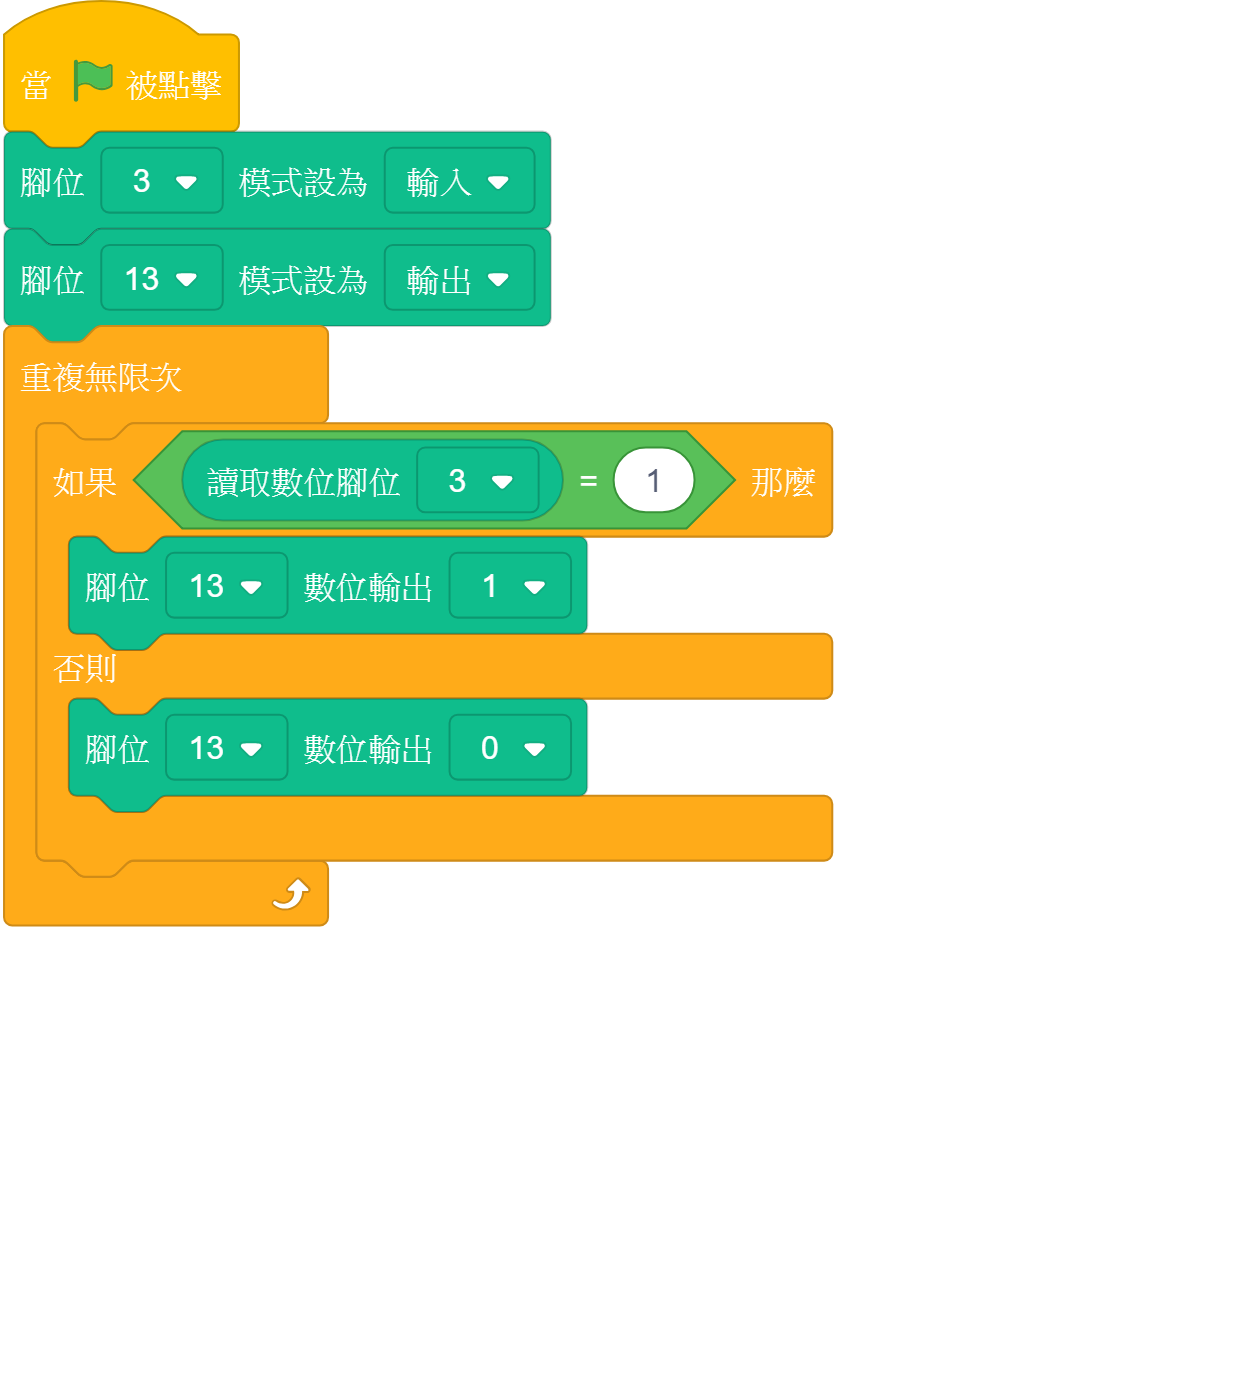 當 被點擊
腳位 3 模式設為 輸入
腳位 13 模式設為 輸出
重複無限次
如果 讀取數位腳位 3 = 1 那麼
腳位 13 數位輸出 1
否則
腳位 13 數位輸出 0